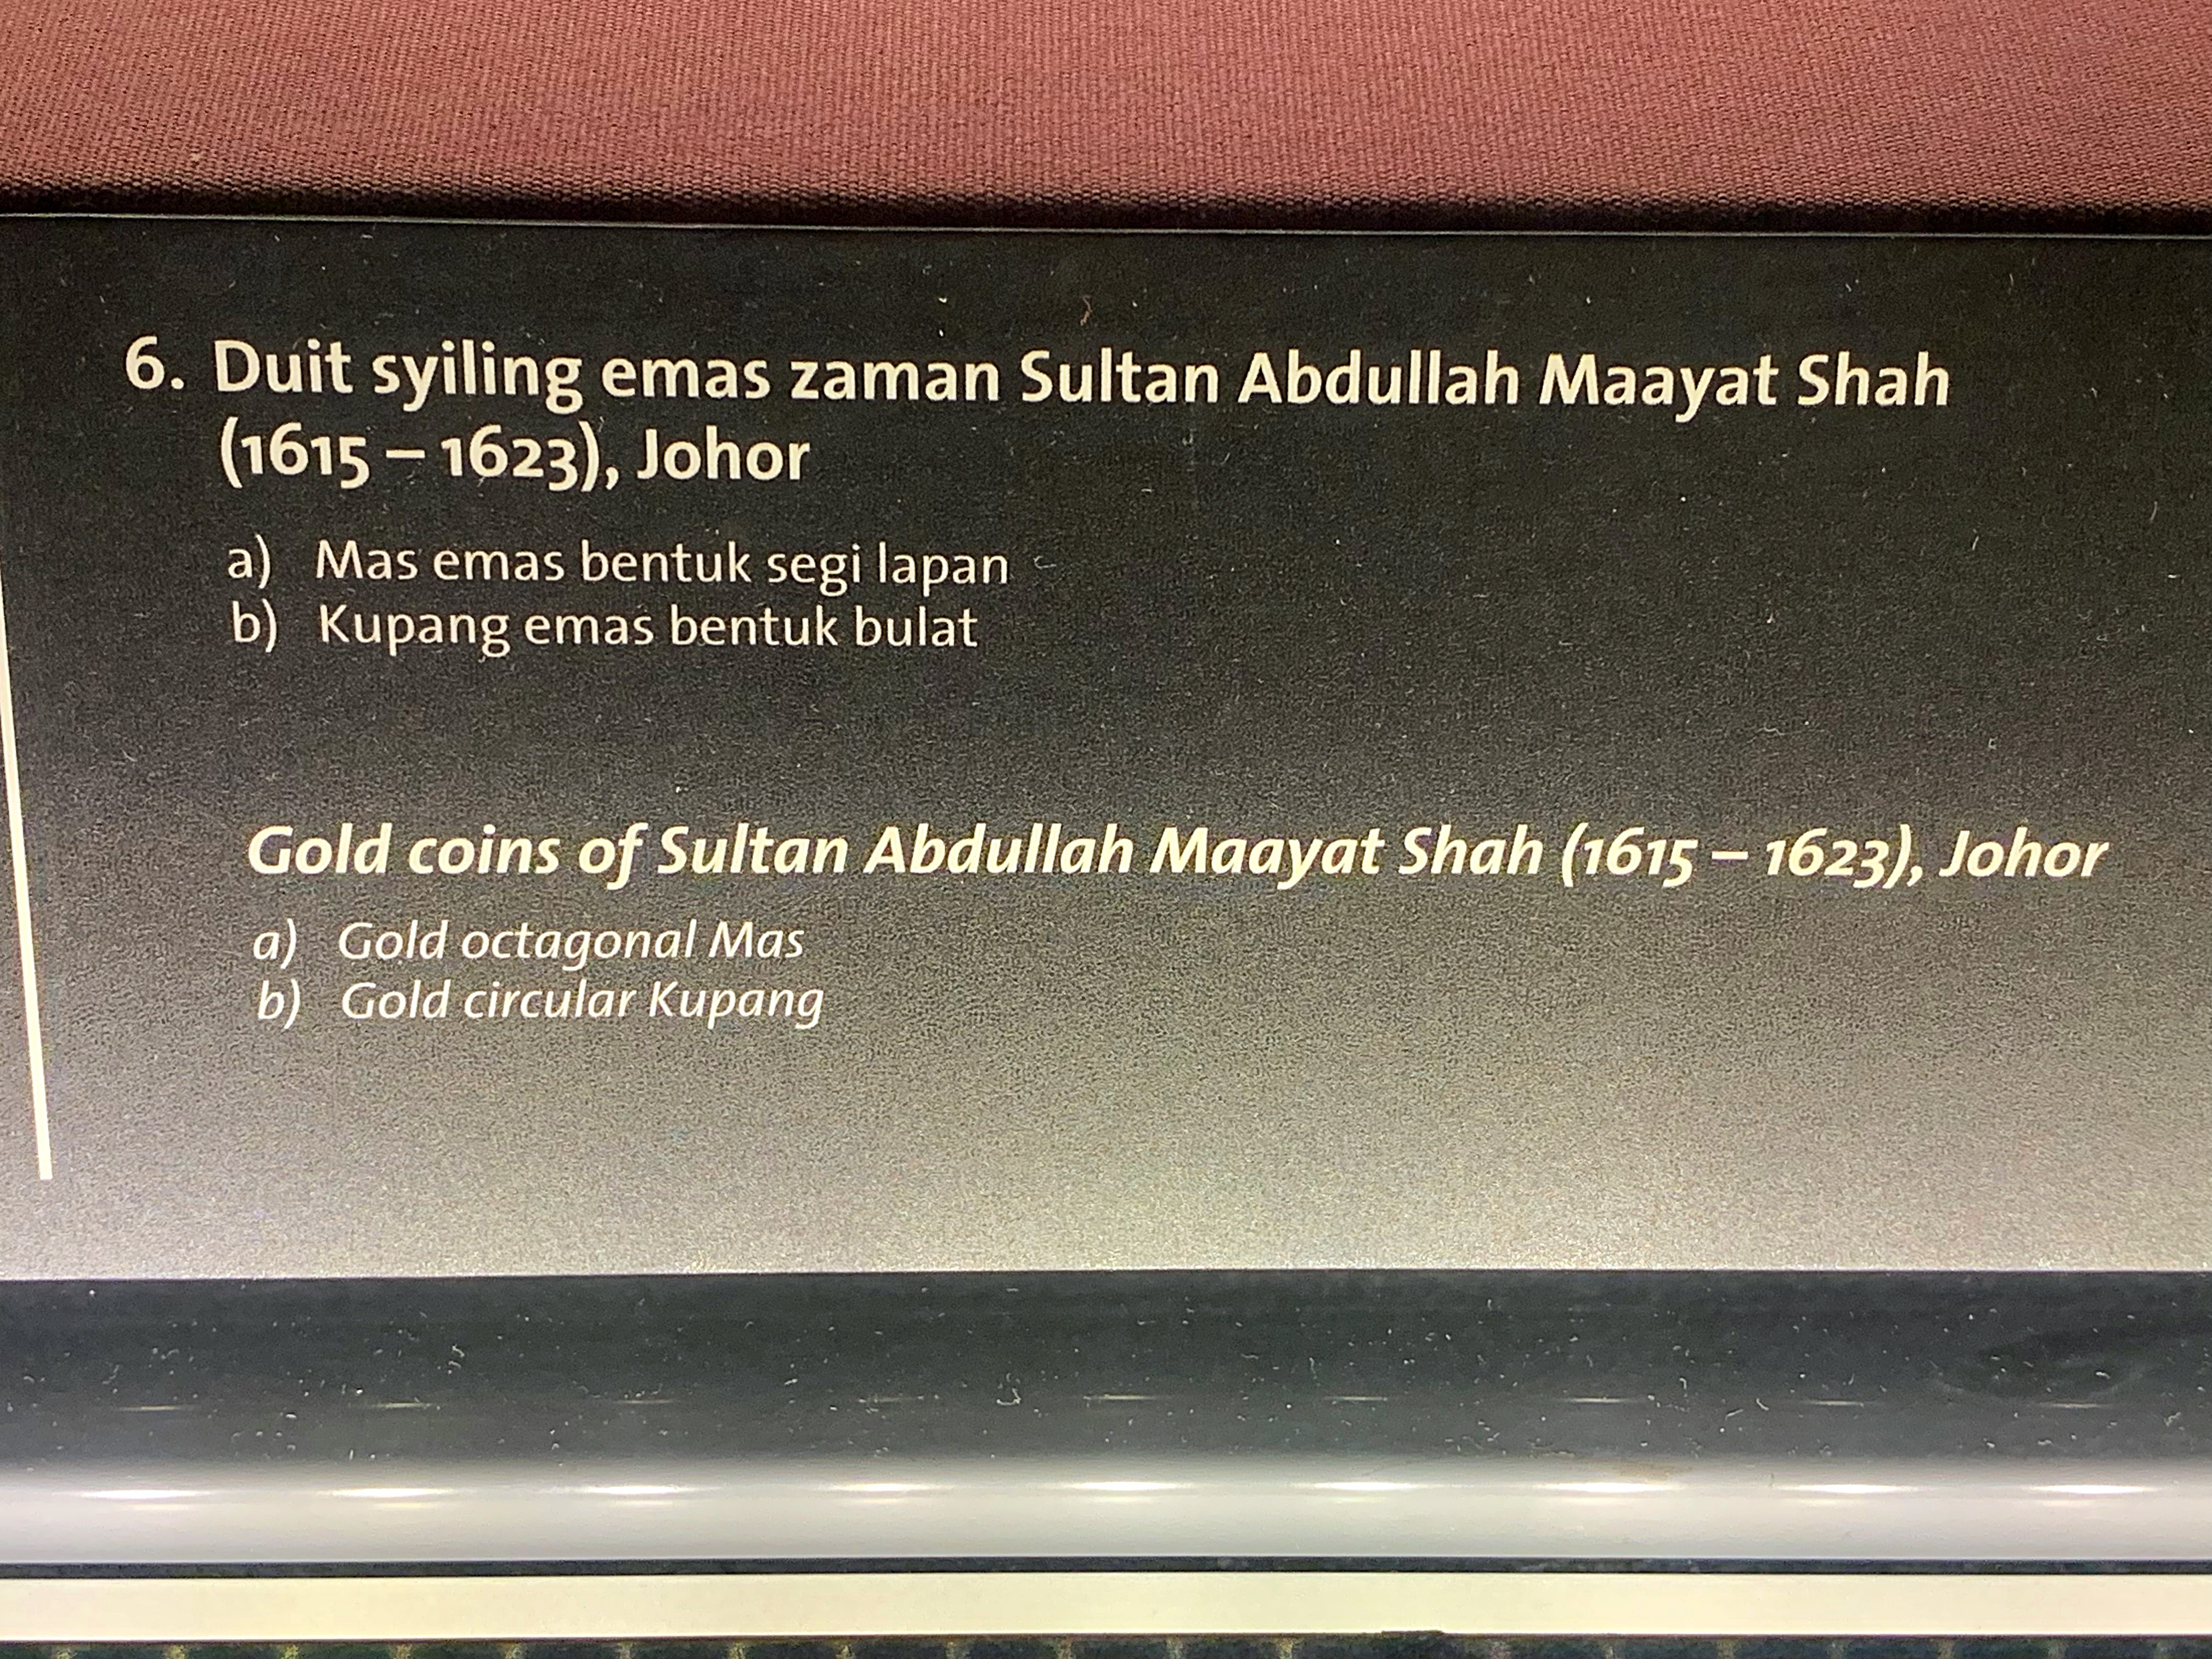 6. Duit syiling emas zaman Sultan Abdullah Maayat Shah
(1615 – 1623), Johor
a) Mas emas bentuk segi lapan
b) Kupang emas bentuk bulat
Gold coins of Sultan Abdullah Maayat Shah (1615 – 1623), Johor
a) Gold octagonal Mas
b) Gold circular Kupang